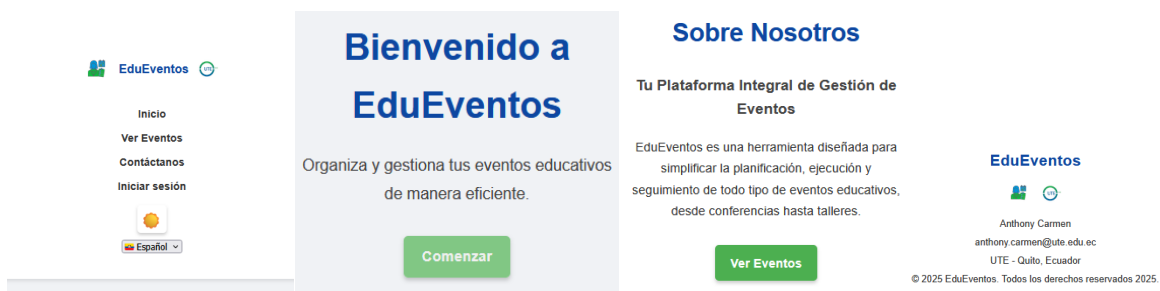 EduEventos UTE
Inicio
Ver Eventos
Contáctanos
Iniciar sesión
Español
Bienvenido a
EduEventos
Organiza y gestiona tus eventos educativos
de manera eficiente.
Comenzar
Sobre Nosotros
Tu Plataforma Integral de Gestión de
Eventos
EduEventos es una herramienta diseñada para
simplificar la planificación, ejecución y
seguimiento de todo tipo de eventos educativos,
desde conferencias hasta talleres.
Ver Eventos
EduEventos
UTE
Anthony Carmen
anthony.carmen@ute.edu.ec
UTE - Quito, Ecuador
© 2025 EduEventos. Todos los derechos reservados 2025.